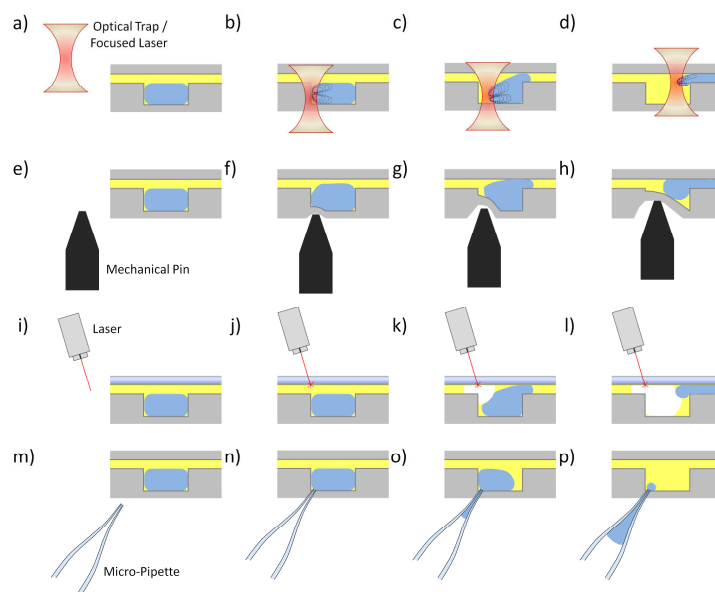 a)
Optical Trap /
Focused Laser
b)
c)
d)
e)
Mechanical Pin
f)
g)
h)
i)
Laser
j)
k)
l)
m)
Micro-Pipette
n)
o)
p)